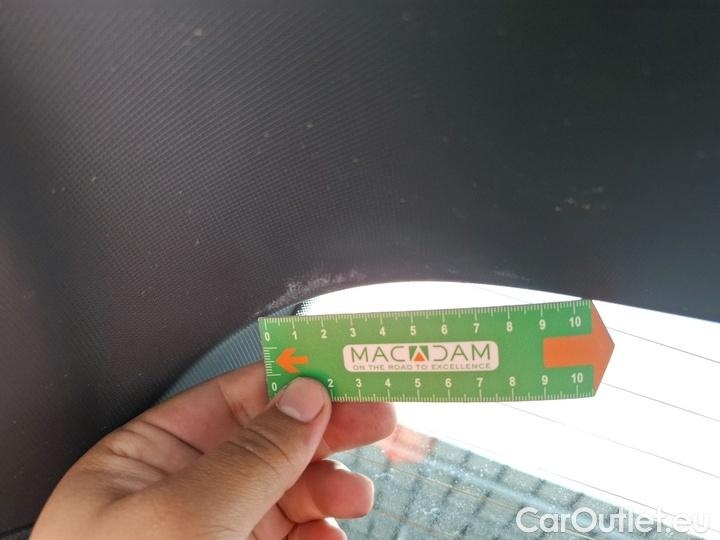 0 1 2 3 4 5 6 7 8 9 10
MACADAM
ON THE ROAD TO EXCELLENCE
0 2 3 4 5 6 7 8 9 10
CarOutlet.eu